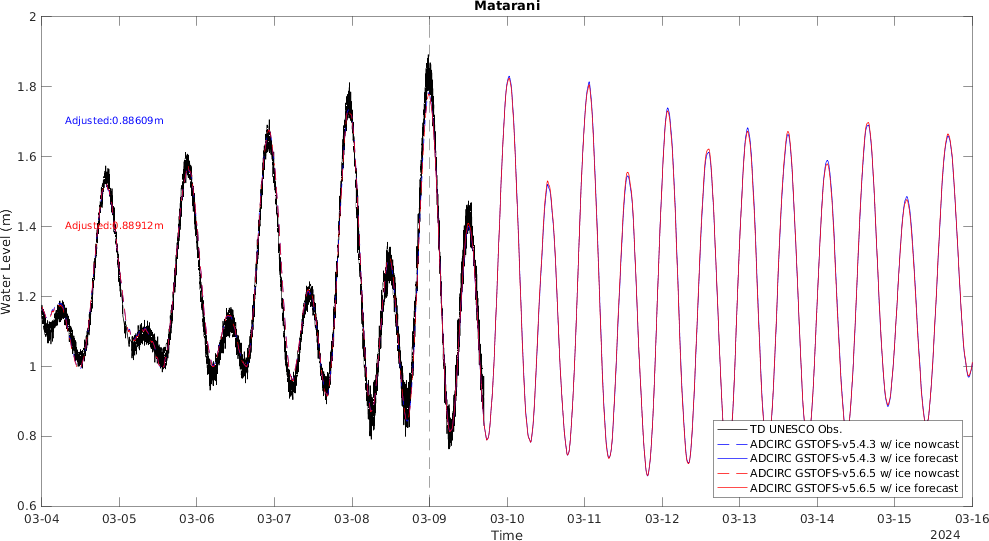 Matarani
2
1.8
1.6
1.4
1.2
1
0.8
0.6
Water Level (m)
Adjusted:0.88609m
Adjusted:0.88912m
TD UNESCO Obs.
ADCIRC GSTOFS-v5.4.3 w/ ice nowcast
ADCIRC GSTOFS-v5.4.3 w/ ice forecast
ADCIRC GSTOFS-v5.6.5 w/ ice nowcast
ADCIRC GSTOFS-v5.6.5 w/ ice forecast
03-04 03-05 03-06 03-07 03-08 03-09 03-10 03-11 03-12 03-13 03-14 03-15 03-16
Time
2024